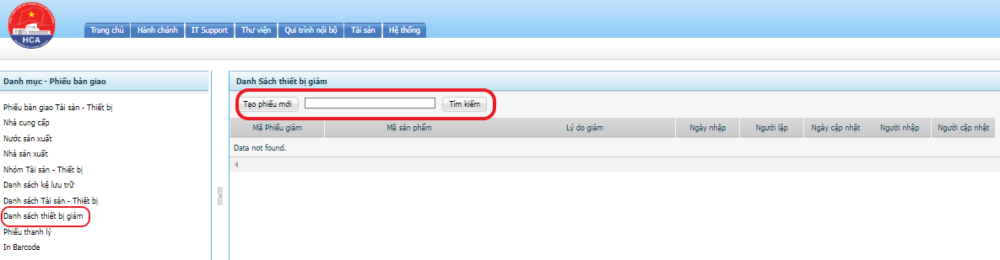 HCA
Trang chủ Hành chánh IT Support Thư viện Qui trình nội bộ Tài sản Hệ thống
Danh mục - Phiếu bàn giao
Phiếu bàn giao Tài sản - Thiết bị
Nhà cung cấp
Nước sản xuất
Nhà sản xuất
Nhóm Tài sản - Thiết bị
Danh sách kệ lưu trữ
Danh sách Tài sản - Thiết bị
Danh sách thiết bị giảm
Phiếu thanh lý
In Barcode
Danh Sách thiết bị giảm
Tạo phiếu mới Tìm kiếm
Mã Phiếu giảm Mã sản phẩm Lý do giảm Ngày nhập Người lập Ngày cập nhật Người nhập Người cập nhật
Data not found.